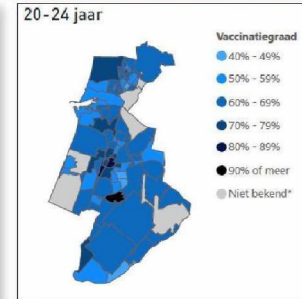 20-24 jaar
Vaccinatiegraad
40% - 49%
50% - 59%
60% - 69%
70% - 79%
80% - 89%
90% of meer
Niet bekend*